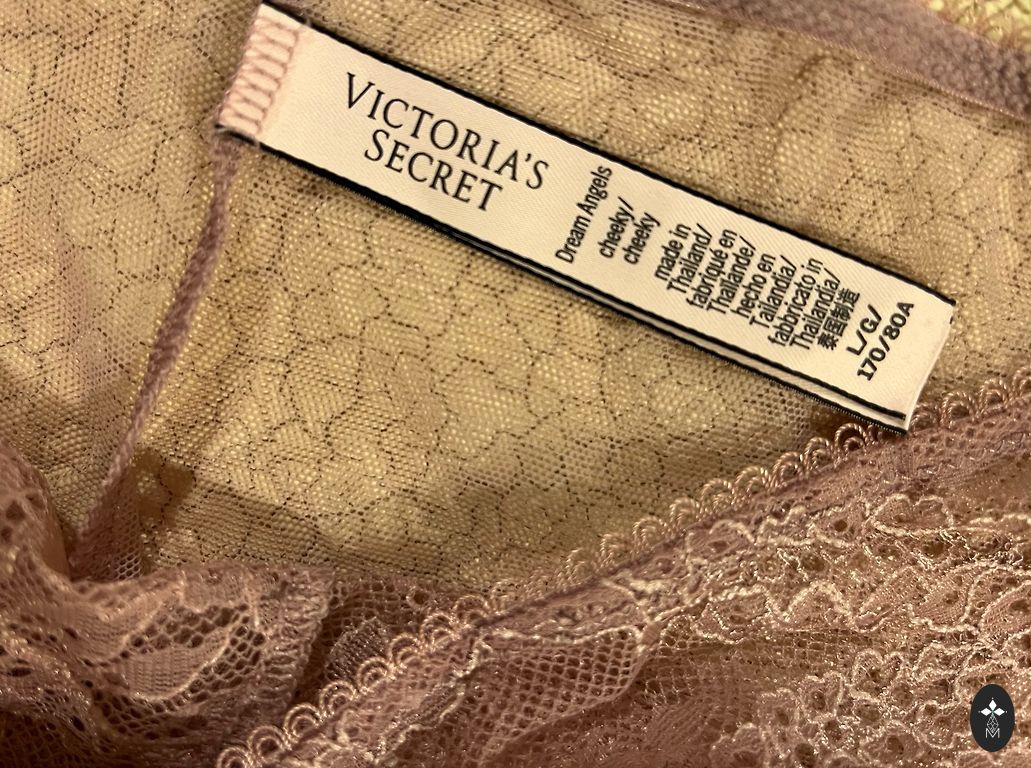 VICTORIA'S
SECRET
Dream Angels
cheeky/
cheeky
made in
Thailand/
fabriqué en
Thaïlande/
hecho en
Tailandia/
fabbricato in
Thailandia/
泰国制造
L/G/
170/80A
M